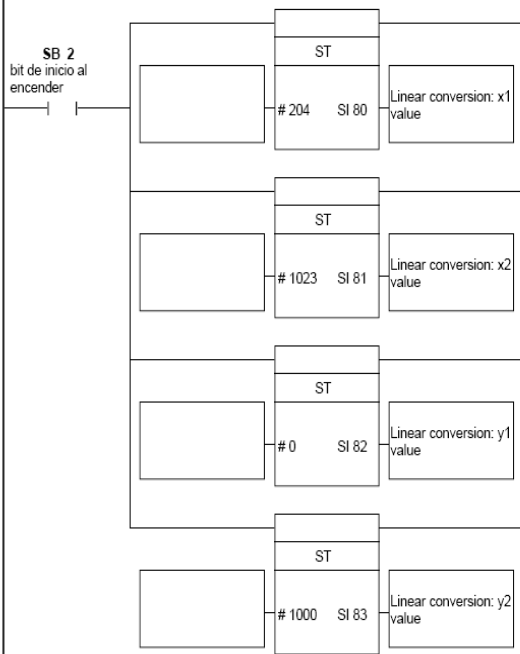 SB 2
bit de inicio al
encender
ST
# 204 SI 80
Linear conversion: x1
value
ST
# 1023 SI 81
Linear conversion: x2
value
ST
# 0 SI 82
Linear conversion: y1
value
ST
# 1000 SI 83
Linear conversion: y2
value